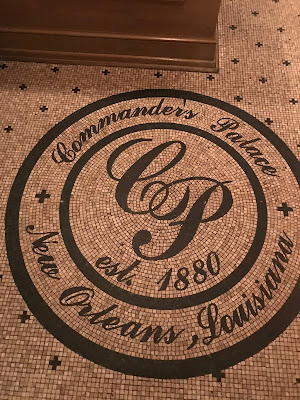 Commander's Palace
CP
est. 1880
New Orleans, Louisiana